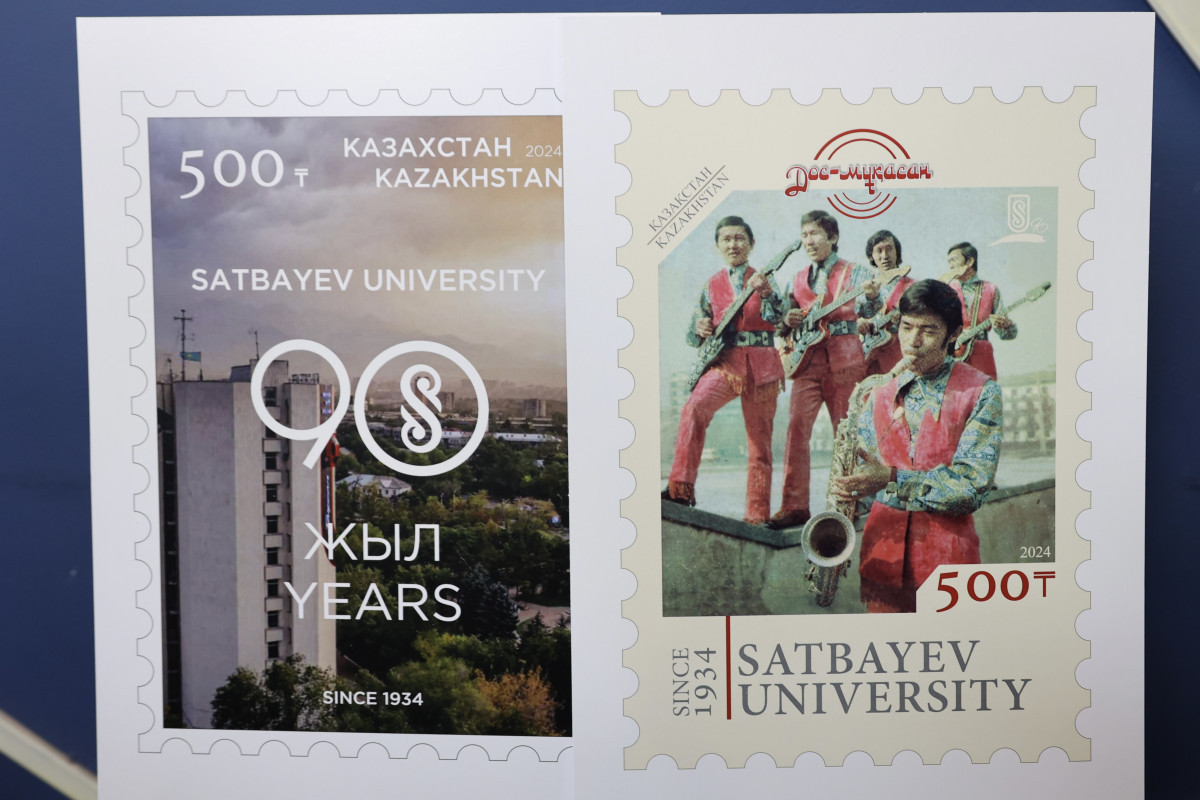 500 ₸
КАЗАХСТАН 2024
KAZAKHSTAN
SATBAYEV UNIVERSITY
90
ЖЫЛ
YEARS
SINCE 1934
Дос-мұқасан
ҚАЗАҚСТАН
KAZAKHSTAN
90
2024
500₸
SINCE
1934
SATBAYEV
UNIVERSITY